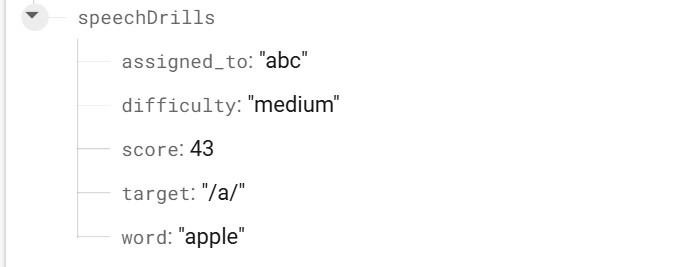 speechDrills
assigned_to: "abc"
difficulty: "medium"
score: 43
target: "/a/"
word: "apple"